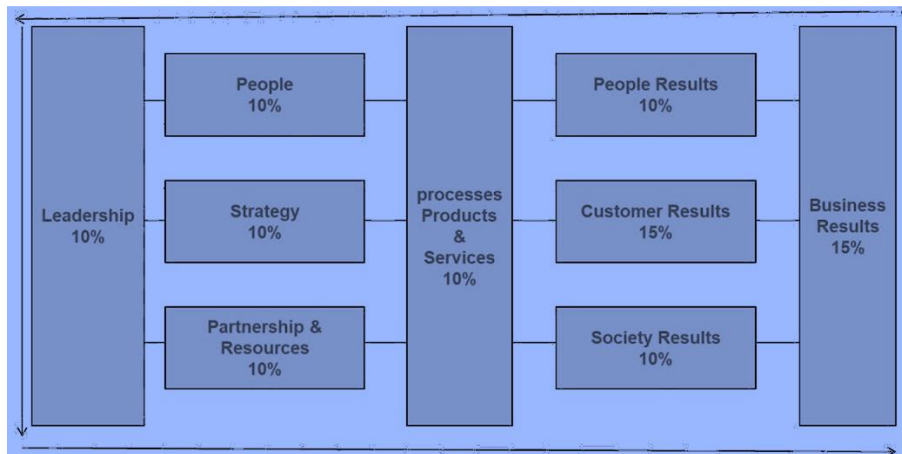 People
10%
People Results
10%
Leadership
10%
Strategy
10%
processes
Products
&
Services
10%
Customer Results
15%
Business
Results
15%
Partnership &
Resources
10%
Society Results
10%